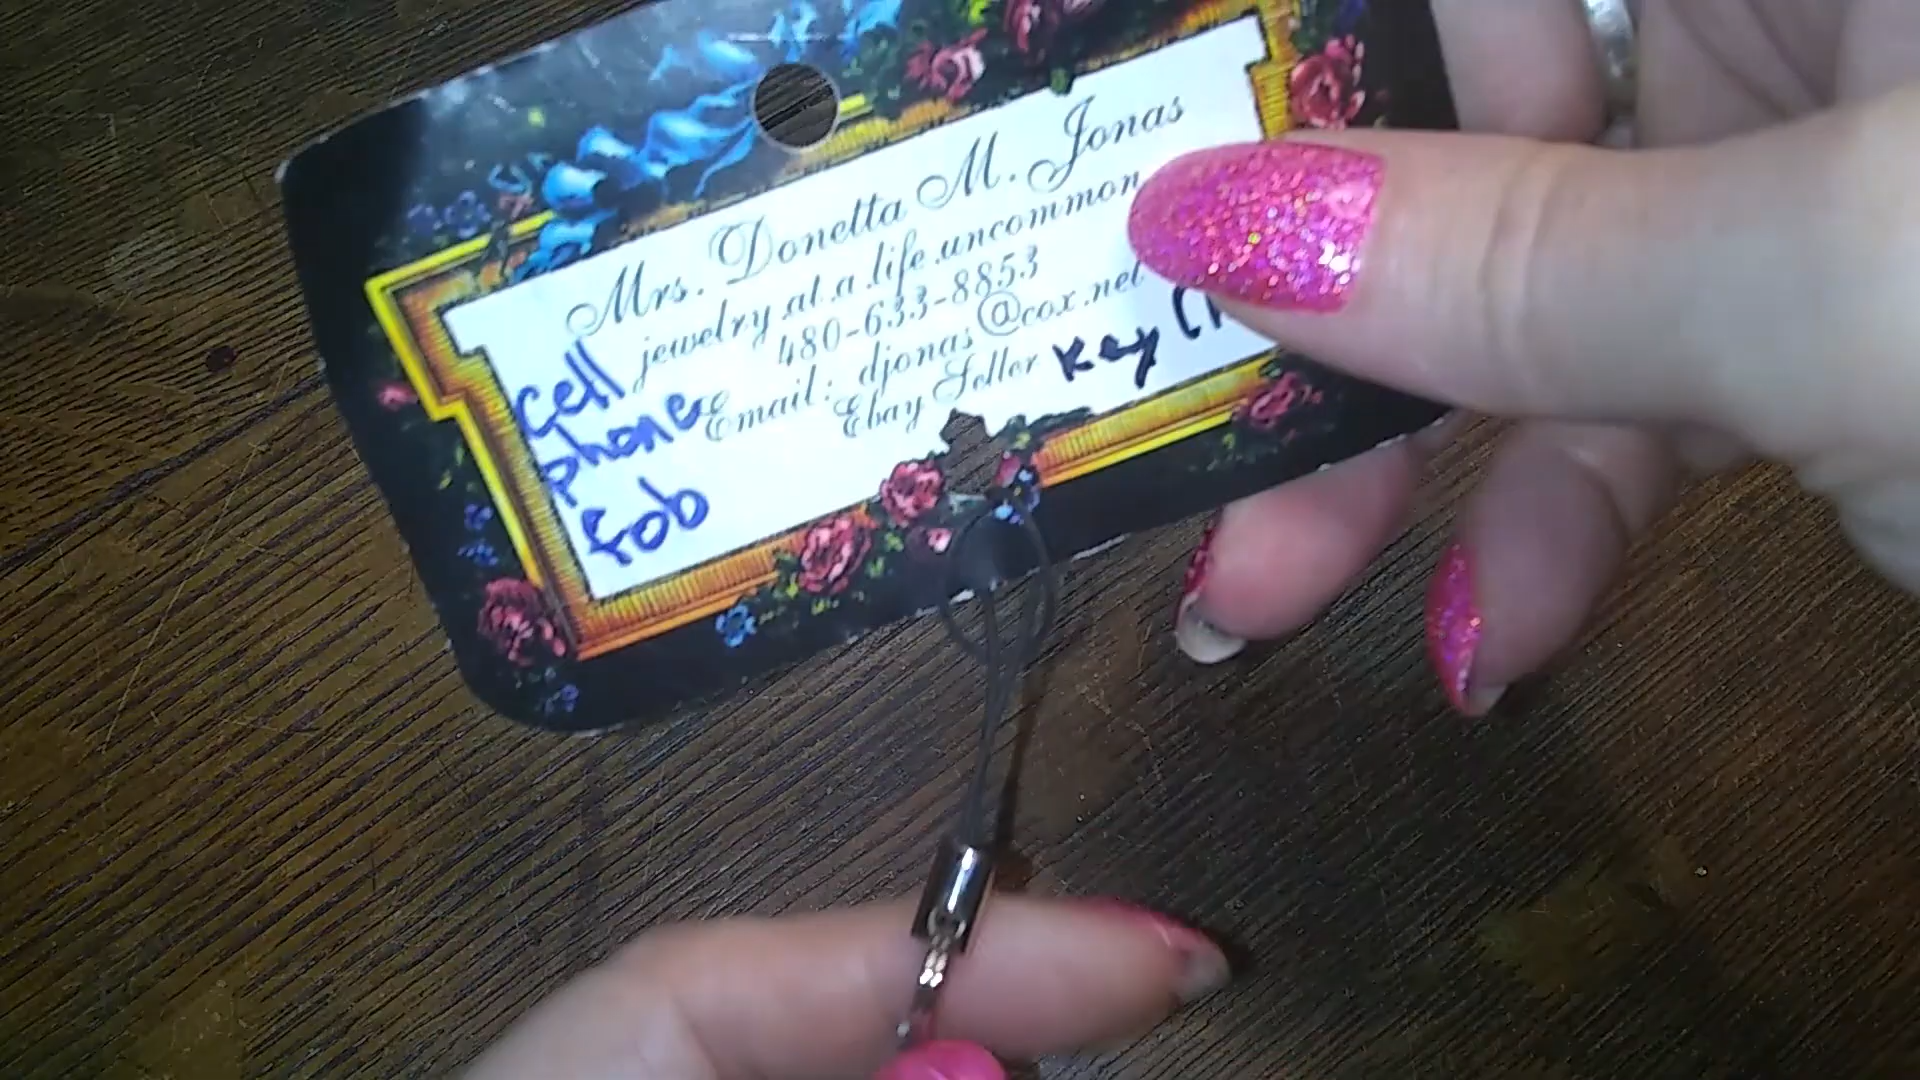 Mrs. Donetta M. Jonas
jewelry.at.a.life.uncommon
480-633-8853
Email: djonas@cox.net
Ebay Seller
Key
Cell
phone
fob